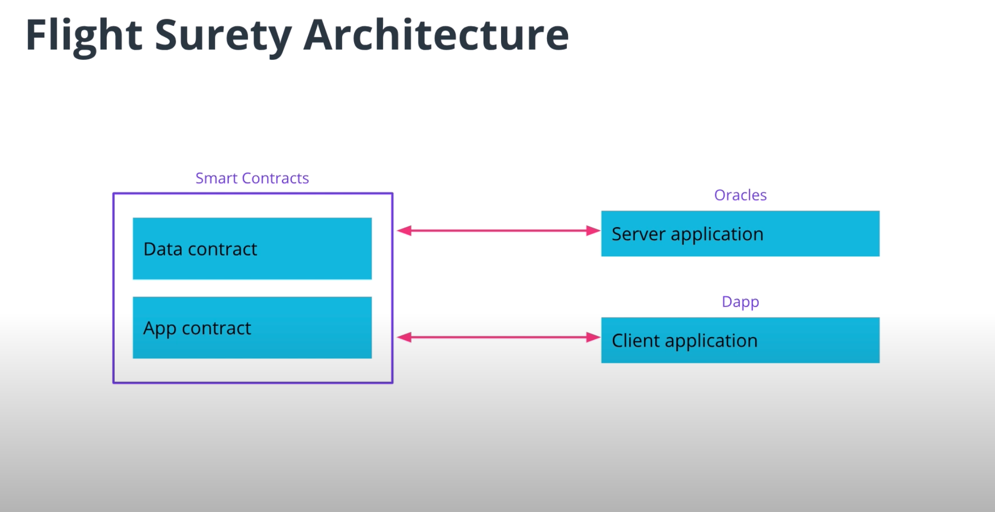 Flight Surety Architecture
Smart Contracts
Data contract
App contract
Oracles
Server application
Dapp
Client application